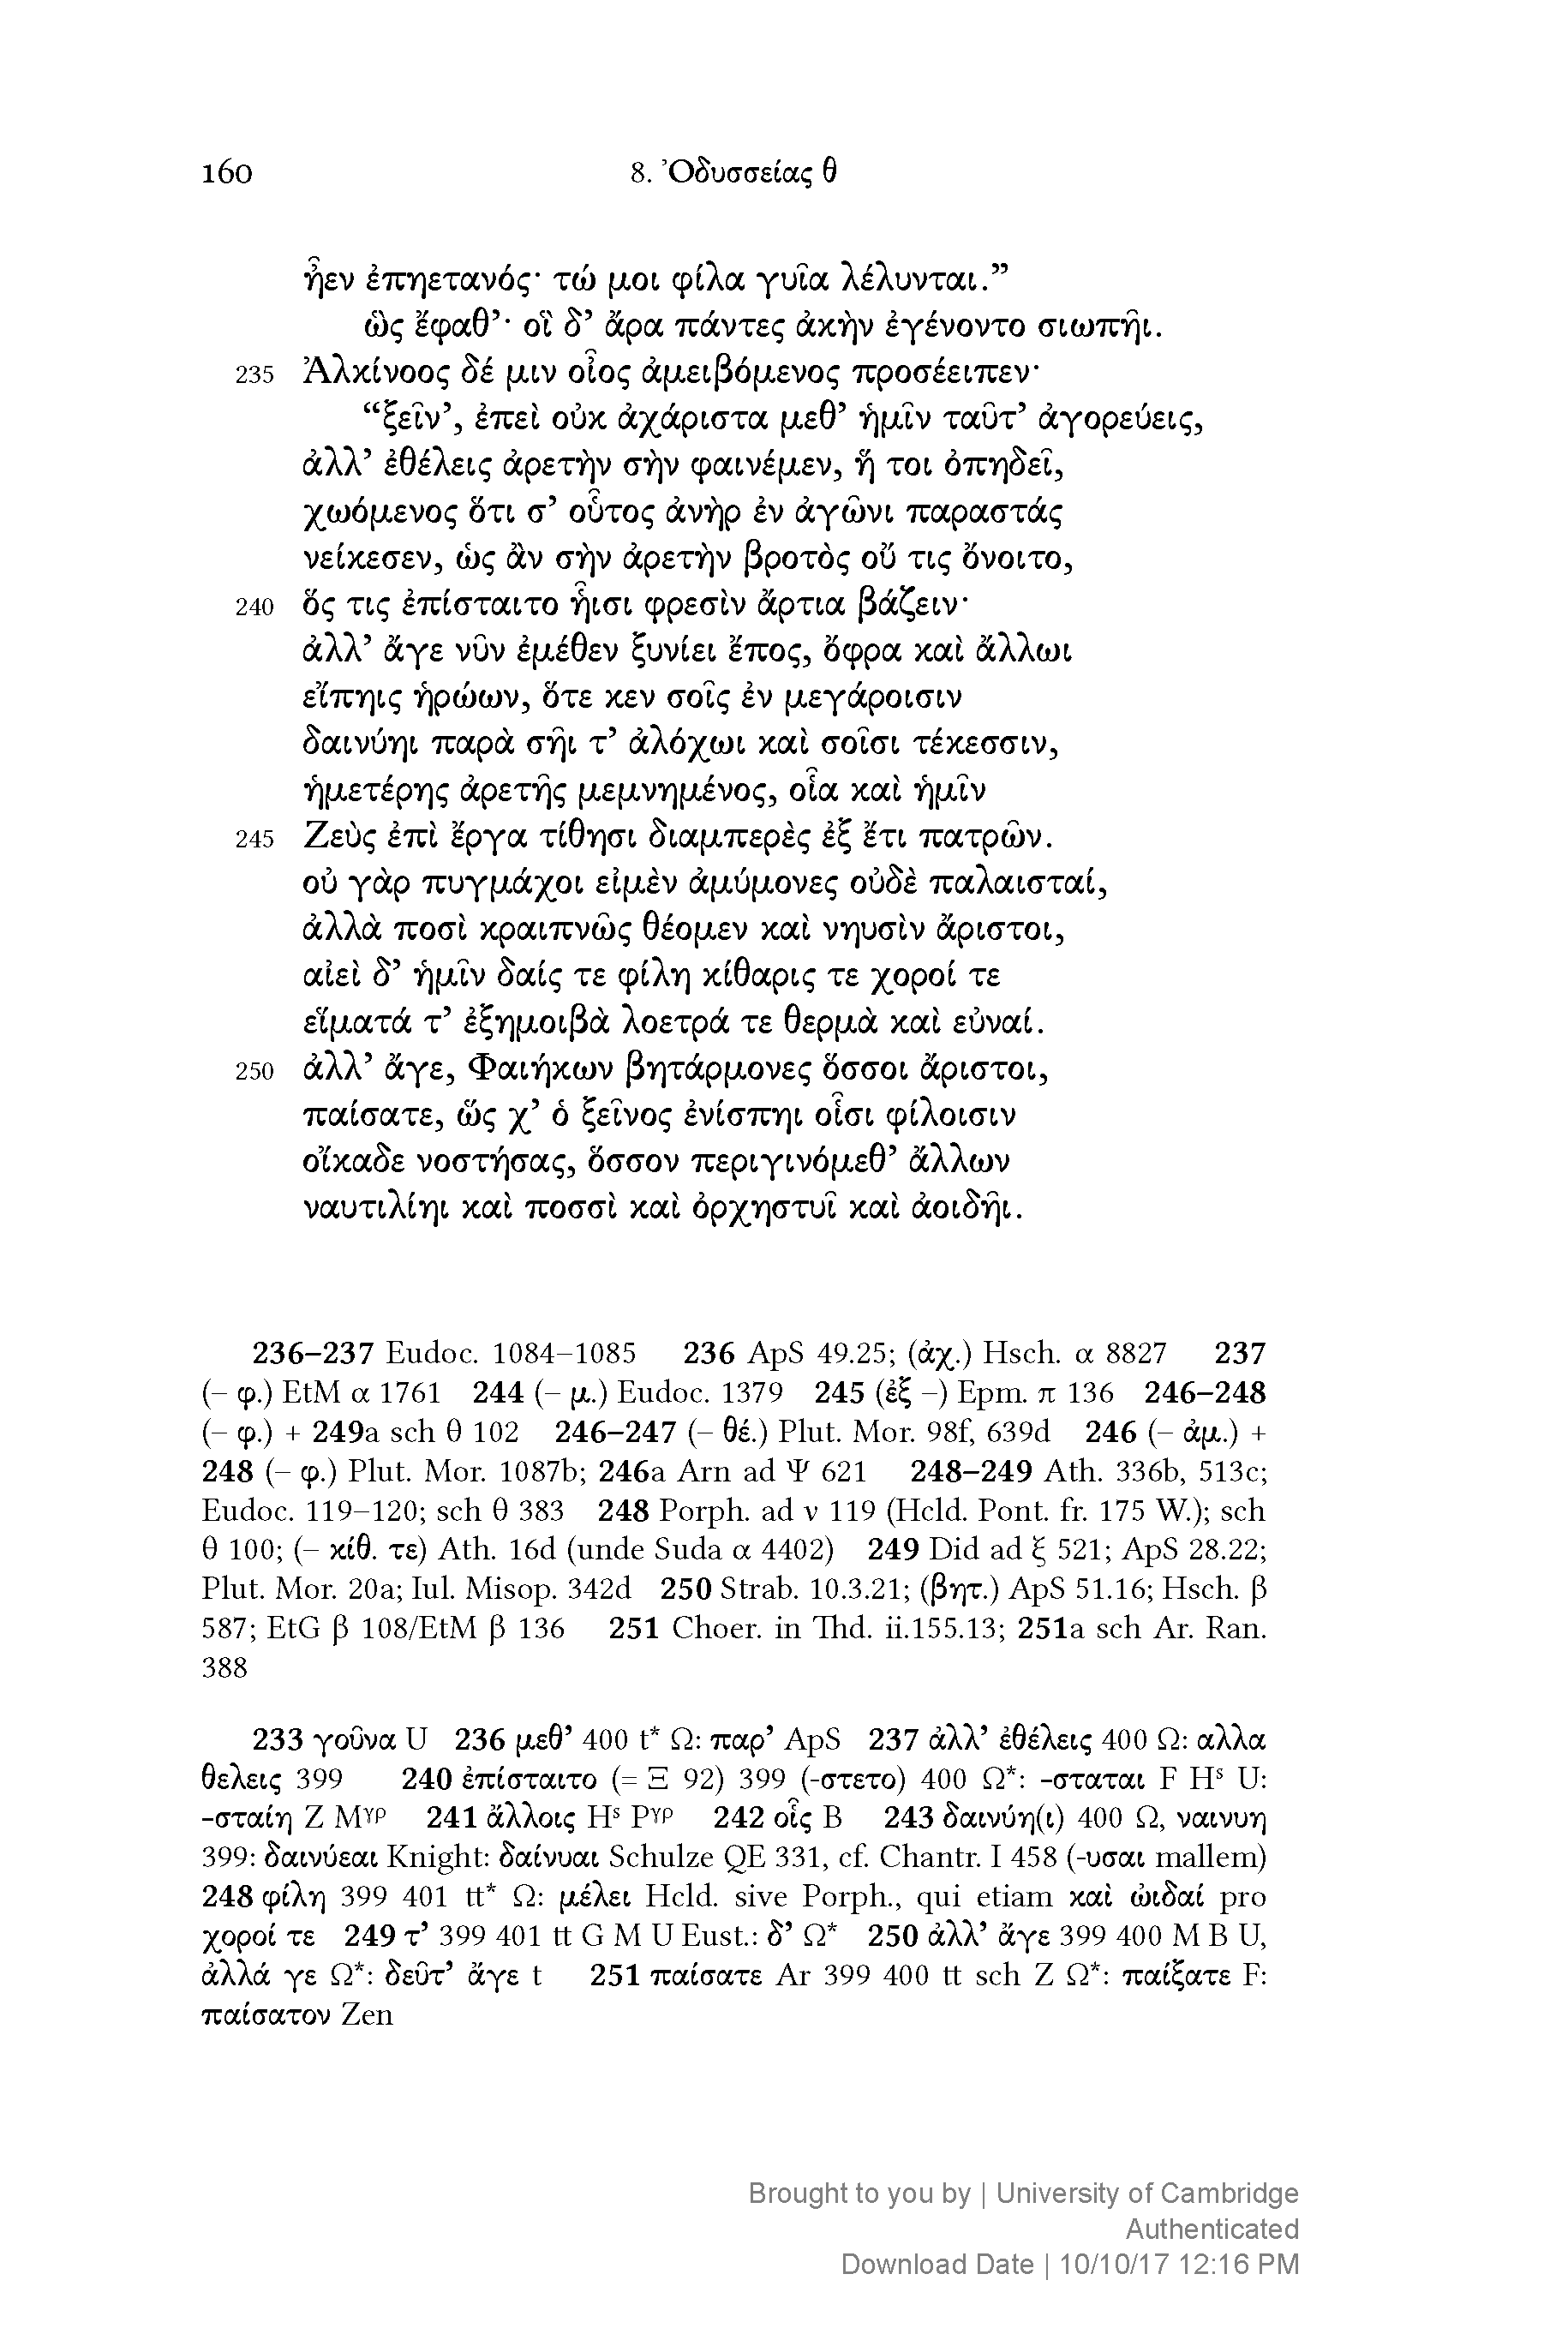 160 8. Ὀδυσσείας θ
ἦεν ἐπηετανός· τώ μοι φίλα γυῖα λέλυνται.”
ὣς ἔφαθ’· οἳ δ’ ἄρα πάντες ἀκὴν ἐγένοντο σιωπῆι.
235 Ἀλκίνοος δέ μιν οἶος ἀμειβόμενος προσέειπεν·
“ξεῖν’, ἐπεὶ οὐκ ἀχάριστα μεθ’ ἡμῖν ταῦτ’ ἀγορεύεις,
ἀλλ’ ἐθέλεις ἀρετὴν σὴν φαινέμεν, ἥ τοι ὀπηδεῖ,
χωόμενος ὅτι σ’ οὗτος ἀνὴρ ἐν ἀγῶνι παραστάς
νείκεσεν, ὡς ἂν σὴν ἀρετὴν βροτὸς οὔ τις ὄνοιτο,
240 ὅς τις ἐπίσταιτο ἧισι φρεσὶν ἄρτια βάζειν·
ἀλλ’ ἄγε νῦν ἐμέθεν ξυνίει ἔπος, ὄφρα καὶ ἄλλωι
εἴπηις ἡρώων, ὅτε κεν σοῖς ἐν μεγάροισιν
δαινύηι παρὰ σῆι τ’ ἀλόχωι καὶ σοῖσι τέκεσσιν,
ἡμετέρης ἀρετῆς μεμνημένος, οἷα καὶ ἡμῖν
245 Ζεὺς ἐπὶ ἔργα τίθησι διαμπερὲς ἐξ ἔτι πατρῶν.
οὐ γὰρ πυγμάχοι εἰμὲν ἀμύμονες οὐδὲ παλαισταί,
ἀλλὰ ποσὶ κραιπνῶς θέομεν καὶ νηυσὶν ἄριστοι,
αἰεὶ δ’ ἡμῖν δαίς τε φίλη κίθαρις τε χοροί τε
εἵματά τ’ ἐξημοιβὰ λοετρά τε θερμὰ καὶ εὐναί.
250 ἀλλ’ ἄγε, Φαιήκων βητάρμονες ὅσσοι ἄριστοι,
παίσατε, ὥς χ’ ὁ ξεῖνος ἐνίσπηι οἷσι φίλοισιν
οἴκαδε νοστήσας, ὅσσον περιγινόμεθ’ ἄλλων
ναυτιλίηι καὶ ποσσὶ καὶ ὀρχηστυῖ καὶ ἀοιδῆι.
236–237 Eudoc. 1084–1085 236 ApS 49.25; (ἀχ.) Hsch. α 8827 237
(– φ.) EtM α 1761 244 (– μ.) Eudoc. 1379 245 (ἐξ –) Epm. π 136 246–248
(– φ.) + 249a sch θ 102 246–247 (– θέ.) Plut. Mor. 98f, 639d 246 (– ἀμ.) +
248 (– φ.) Plut. Mor. 1087b; 246a Arn ad Ψ 621 248–249 Ath. 336b, 513c;
Eudoc. 119–120; sch θ 383 248 Porph. ad ν 119 (Hcld. Pont. fr. 175 W.); sch
θ 100; (– κίθ. τε) Ath. 16d (unde Suda α 4402) 249 Did ad ξ 521; ApS 28.22;
Plut. Mor. 20a; Iul. Misop. 342d 250 Strab. 10.3.21; (βητ.) ApS 51.16; Hsch. β
587; EtG β 108/EtM β 136 251 Choer. in Thd. ii.155.13; 251a sch Ar. Ran.
388
233 γοῦνα U 236 μεθ’ 400 t* Ω: παρ’ ApS 237 ἀλλ’ ἐθέλεις 400 Ω: αλλα
θελεις 399 240 ἐπίσταιτο (= Ξ 92) 399 (-στετο) 400 Ω*: -σταται F Hˢ U:
-σταίη Z Mᵞᴾ 241 ἄλλοις Hˢ Pᵞᴾ 242 οἷς B 243 δαινύη(ι) 400 Ω, ναινυη
399: δαινύεαι Knight: δαίνυαι Schulze QE 331, cf. Chantr. I 458 (-υσαι mallem)
248 φίλη 399 401 tt* Ω: μέλει Hcld. sive Porph., qui etiam καὶ ὠιδαί pro
χοροί τε 249 τ’ 399 401 tt G M U Eust.: δ’ Ω* 250 ἀλλ’ ἄγε 399 400 M B U,
ἀλλά γε Ω*: δεῦτ’ ἄγε t 251 παίσατε Ar 399 400 tt sch Z Ω*: παίξατε F:
παίσατον Zen
Brought to you by | University of Cambridge
Authenticated
Download Date | 10/10/17 12:16 PM